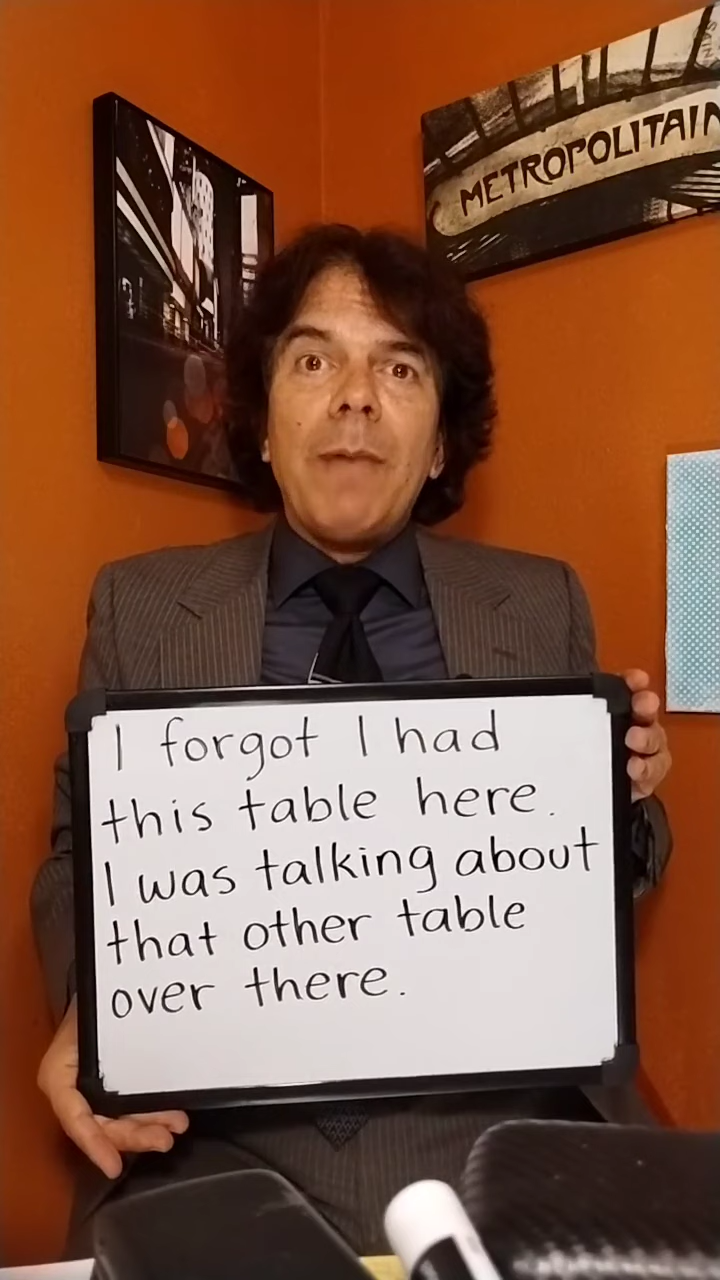 METROPOLITAIN
I forgot I had
this table here.
I was talking about
that other table
over there.